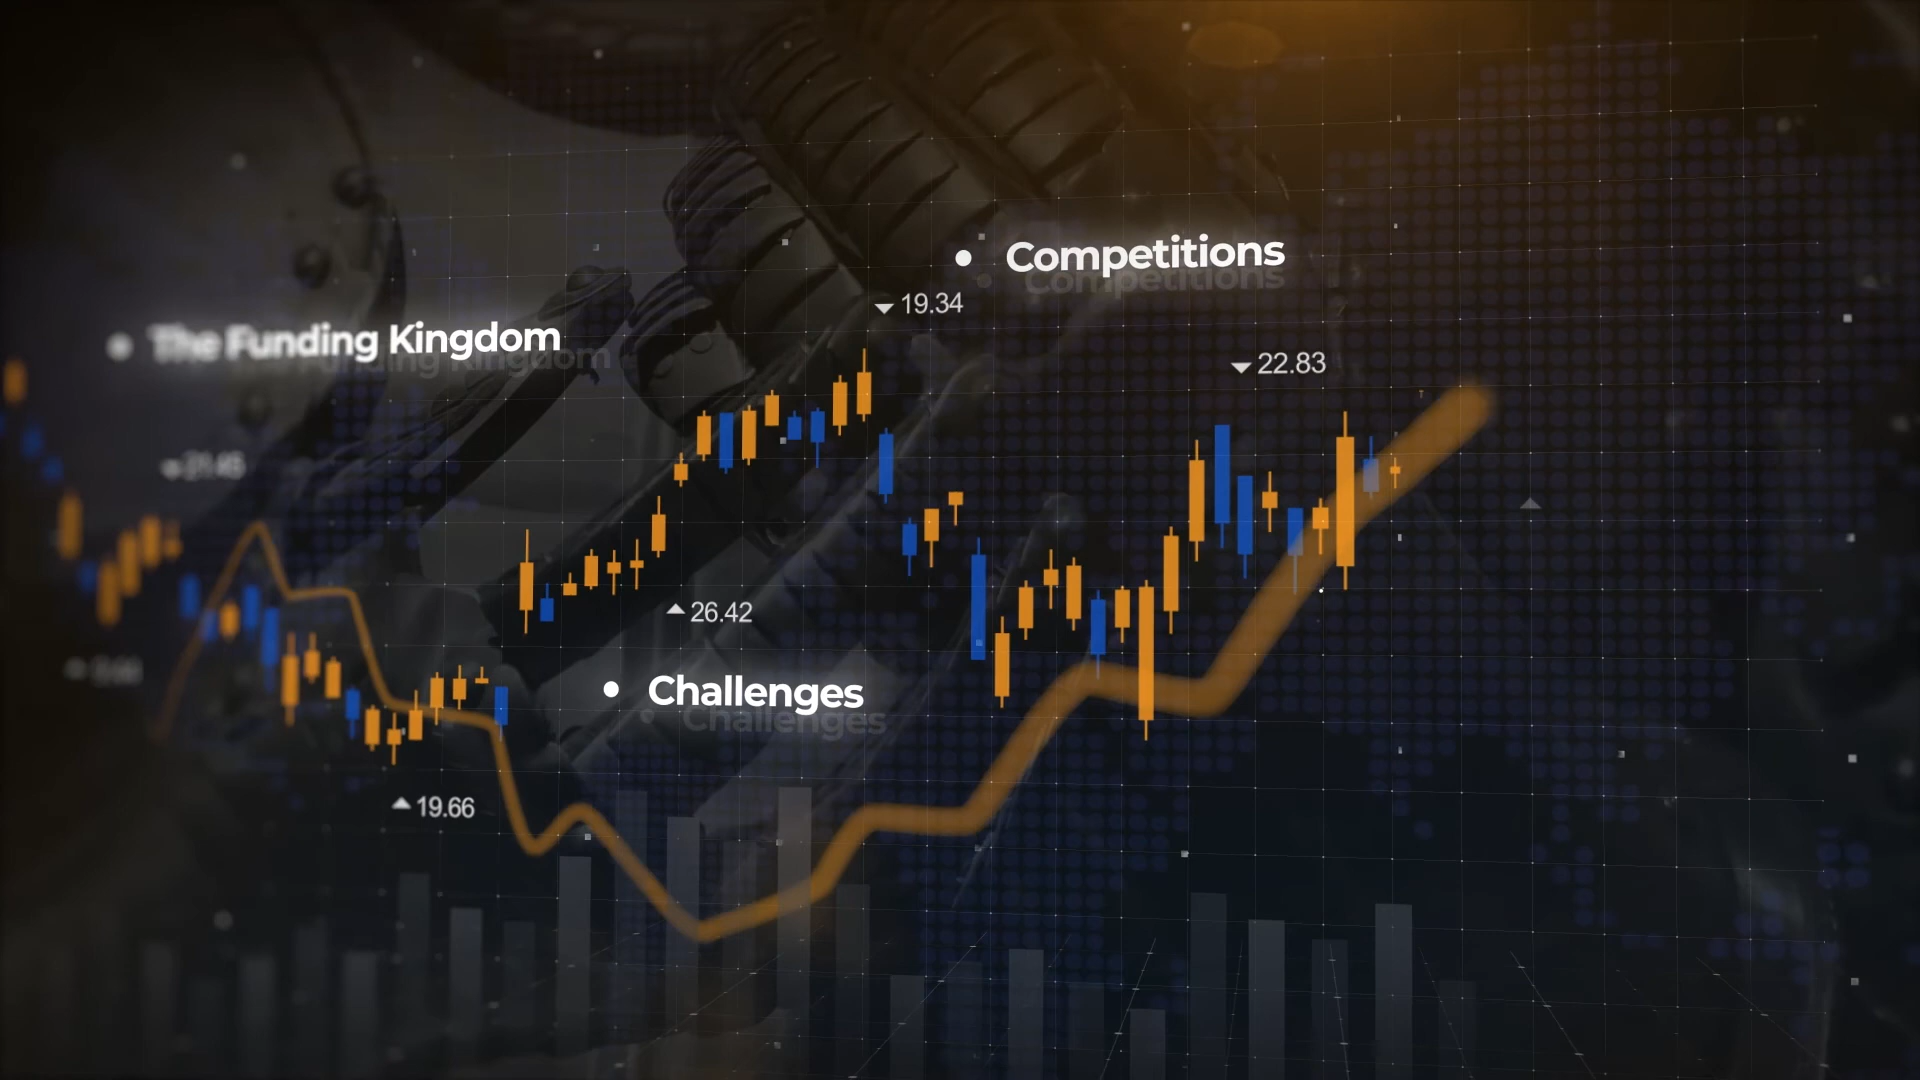 Competitions
19.34
The Funding Kingdom
22.83
26.42
Challenges
19.66